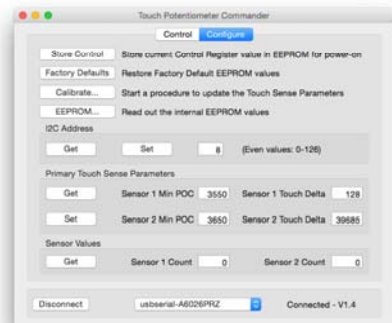 Touch Potentiometer Commander
Control Configure
Store Control Store current Control Register value in EEPROM for power-on
Factory Defaults Restore Factory Default EEPROM values
Calibrate... Start a procedure to update the Touch Sense Parameters
EEPROM... Read out the internal EEPROM values
I2C Address
Get Set 8 (Even values: 0-126)
Primary Touch Sense Parameters
Get Sensor 1 Min POC 3550 Sensor 1 Touch Delta 128
Set Sensor 2 Min POC 3650 Sensor 2 Touch Delta 39685
Sensor Values
Get Sensor 1 Count 0 Sensor 2 Count 0
Disconnect usbserial-A6026PRZ Connected - V1.4